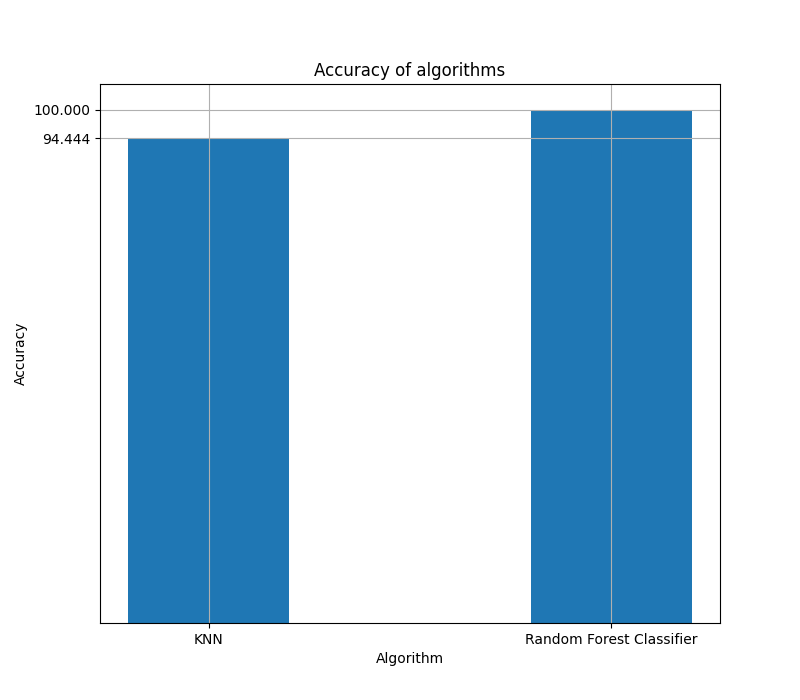 Accuracy of algorithms
100.000
94.444
Accuracy
KNN
Random Forest Classifier
Algorithm